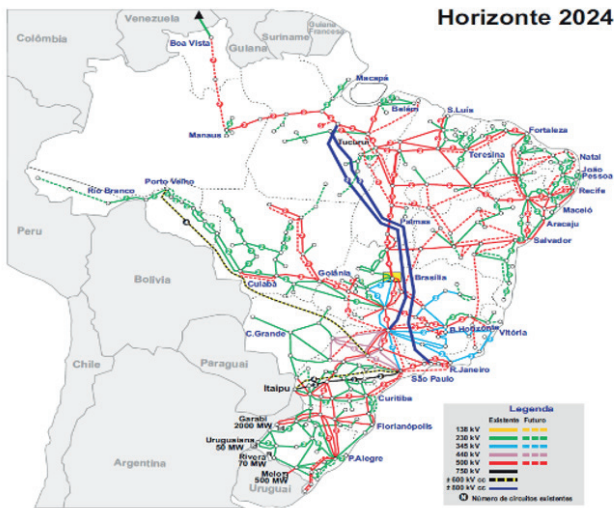 Horizonte 2024
Venezuela
Guiana Francesa
Suriname
Guiana
Colômbia
Boa Vista
Macapá
Belém
S.Luís
Manaus
Tucuruí
Fortaleza
Teresina
Natal
João Pessoa
Porto Velho
Rio Branco
Recife
Maceió
Palmas
Aracaju
Salvador
Peru
Bolívia
Cuiabá
Goiânia
Brasília
C.Grande
B.Horizonte
Vitória
Chile
Paraguai
R.Janeiro
São Paulo
Itaipu
Curitiba
Garabi
2000 MW
Florianópolis
Uruguaiana
50 MW
Rivera
70 MW
Melo
500 MW
P.Alegre
Argentina
Uruguai
Legenda
Existente Futuro
138 kV
230 kV
345 kV
440 kV
500 kV
750 kV
±600 kV cc
±800 kV cc
Número de circuitos existentes